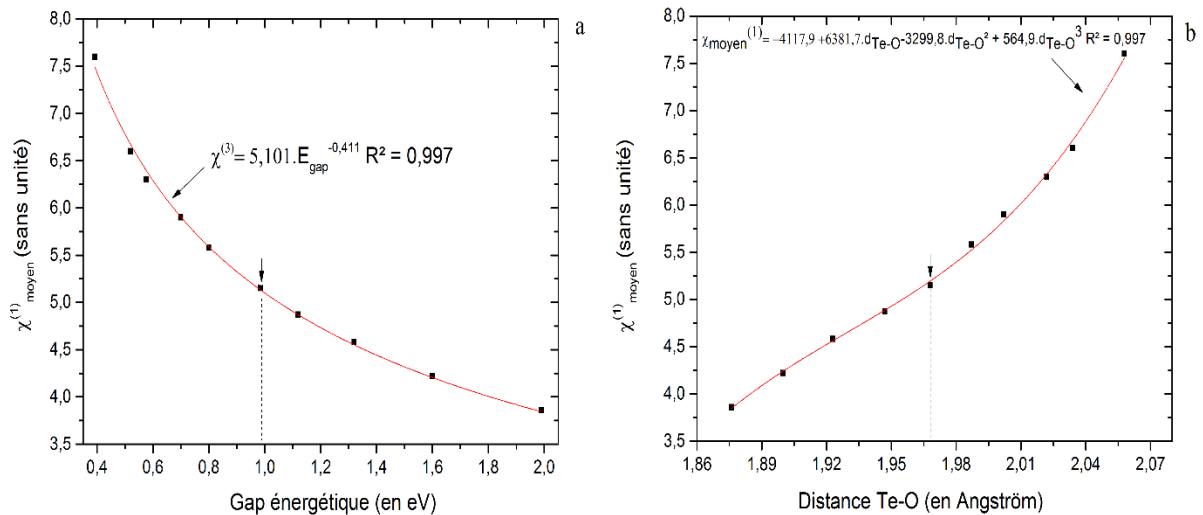 a
8,0
7,5
7,0
6,5
6,0
5,5
5,0
4,5
4,0
3,5
χ(1)moyen (sans unité)
χ(3)= 5,101.Egap-0,411 R² = 0,997
0,4 0,6 0,8 1,0 1,2 1,4 1,6 1,8 2,0
Gap énergétique (en eV)
b
8,0
7,5
7,0
6,5
6,0
5,5
5,0
4,5
4,0
3,5
χ(1)moyen (sans unité)
χmoyen(1)= −4117,9 +6381,7.dTe-O-3299,8.dTe-O² + 564,9.dTe-O3 R² = 0,997
1,86 1,89 1,92 1,95 1,98 2,01 2,04 2,07
Distance Te-O (en Angström)